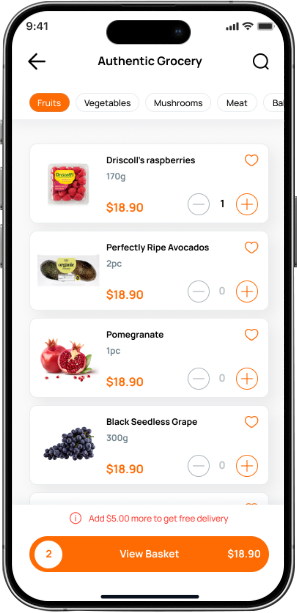 9:41
Authentic Grocery
Fruits Vegetables Mushrooms Meat Ba
Driscoll's raspberries
170g
$18.90 1
Perfectly Ripe Avocados
2pc
$18.90 0
Pomegranate
1pc
$18.90 0
Black Seedless Grape
300g
$18.90 0
Add $5.00 more to get free delivery
2 View Basket $18.90